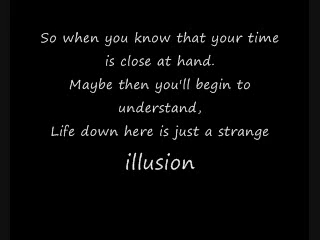 So when you know that your time
is close at hand.
Maybe then you'll begin to
understand,
Life down here is just a strange
illusion